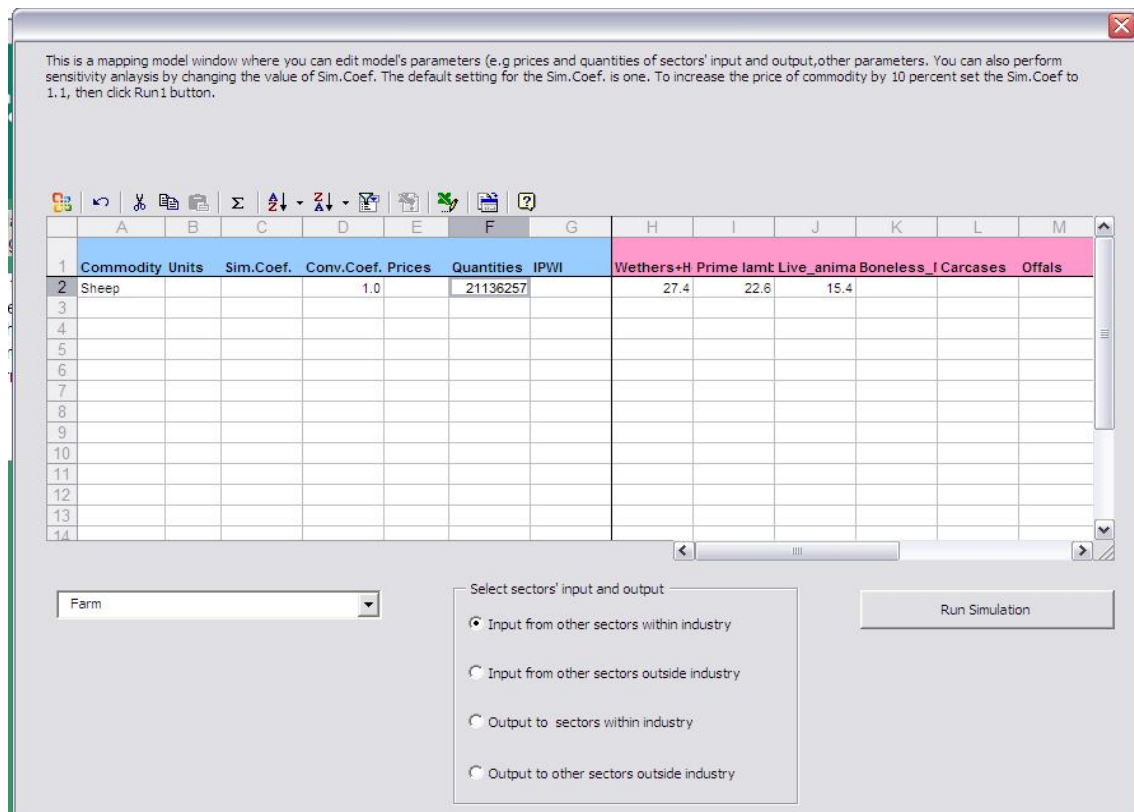 This is a mapping model window where you can edit model's parameters (e.g prices and quantities of sectors' input and output,other parameters. You can also perform
sensitivity anlaysis by changing the value of Sim.Coef. The default setting for the Sim.Coef. is one. To increase the price of commodity by 10 percent set the Sim.Coef to
1.1, then click Run1 button.
A B C D E F G H I J K L M
1 Commodity Units Sim.Coef. Conv.Coef. Prices Quantities IPWI Wethers+H Prime lamb Live_anima Boneless_ Carcases Offals
2 Sheep 1.0 21136257 27.4 22.6 15.4
3
4
5
6
7
8
9
10
11
12
13
14
Farm
Select sectors' input and output
Input from other sectors within industry
Run Simulation
Input from other sectors outside industry
Output to sectors within industry
Output to other sectors outside industry